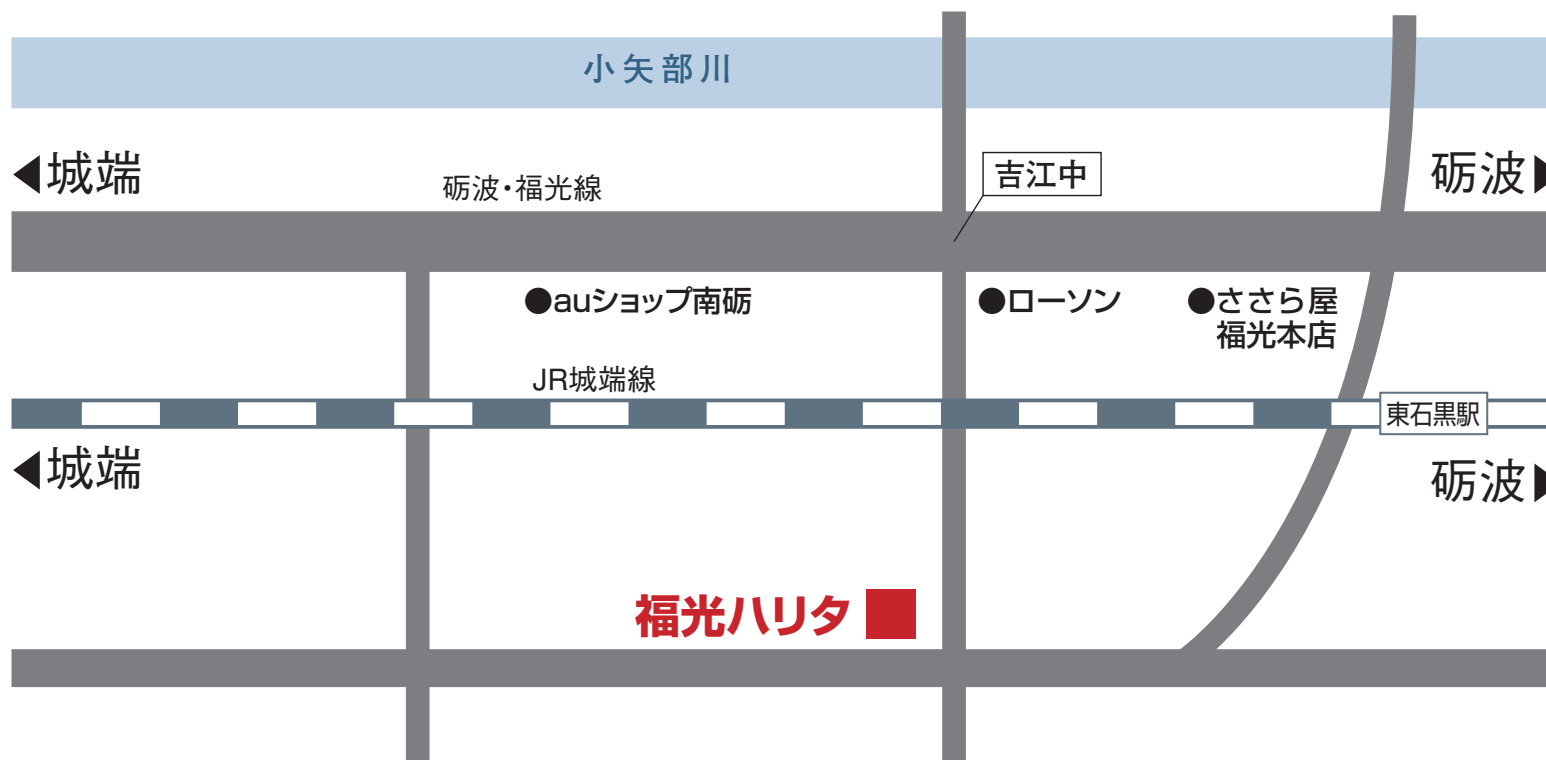 小矢部川
◀城端
砺波・福光線
吉江中
砺波▶
●auショップ南砺
●ローソン
●ささら屋
福光本店
JR城端線
東石黒駅
◀城端
砺波▶
福光ハリタ